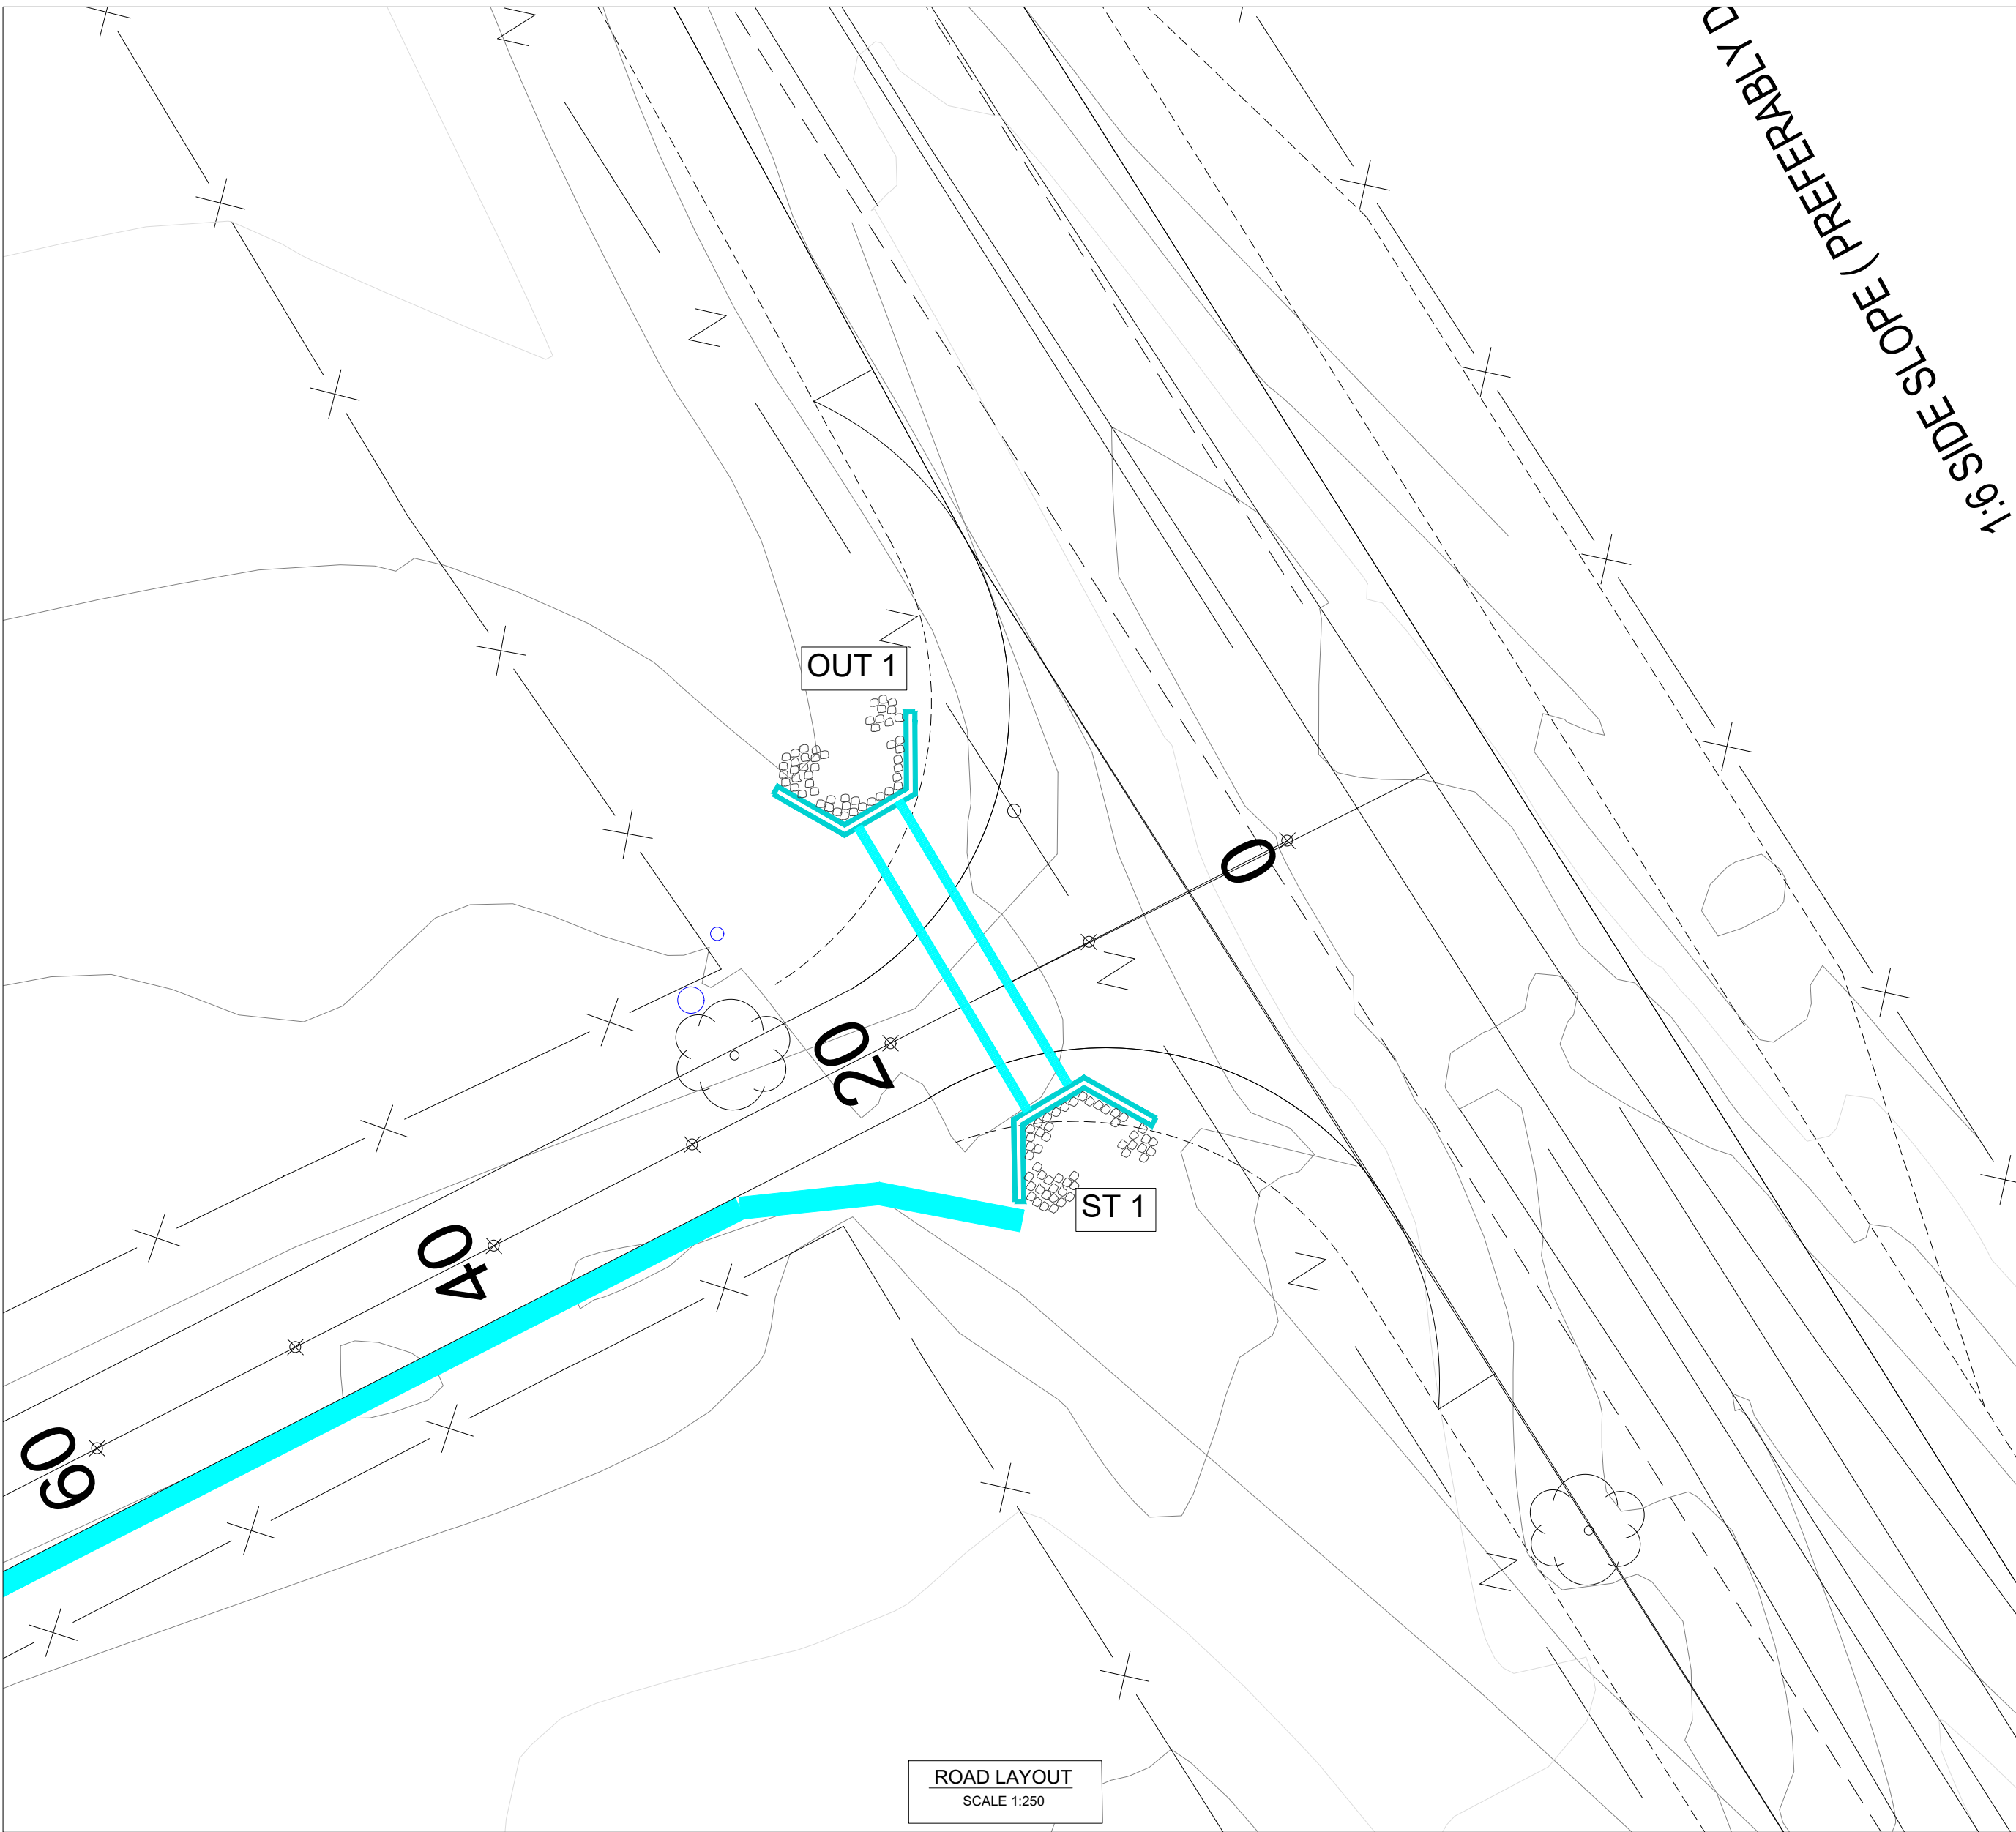 1:6 SIDE SLOPE ( PREFERABLY D
OUT 1
0
20
ST 1
40
60
ROAD LAYOUT
SCALE 1:250